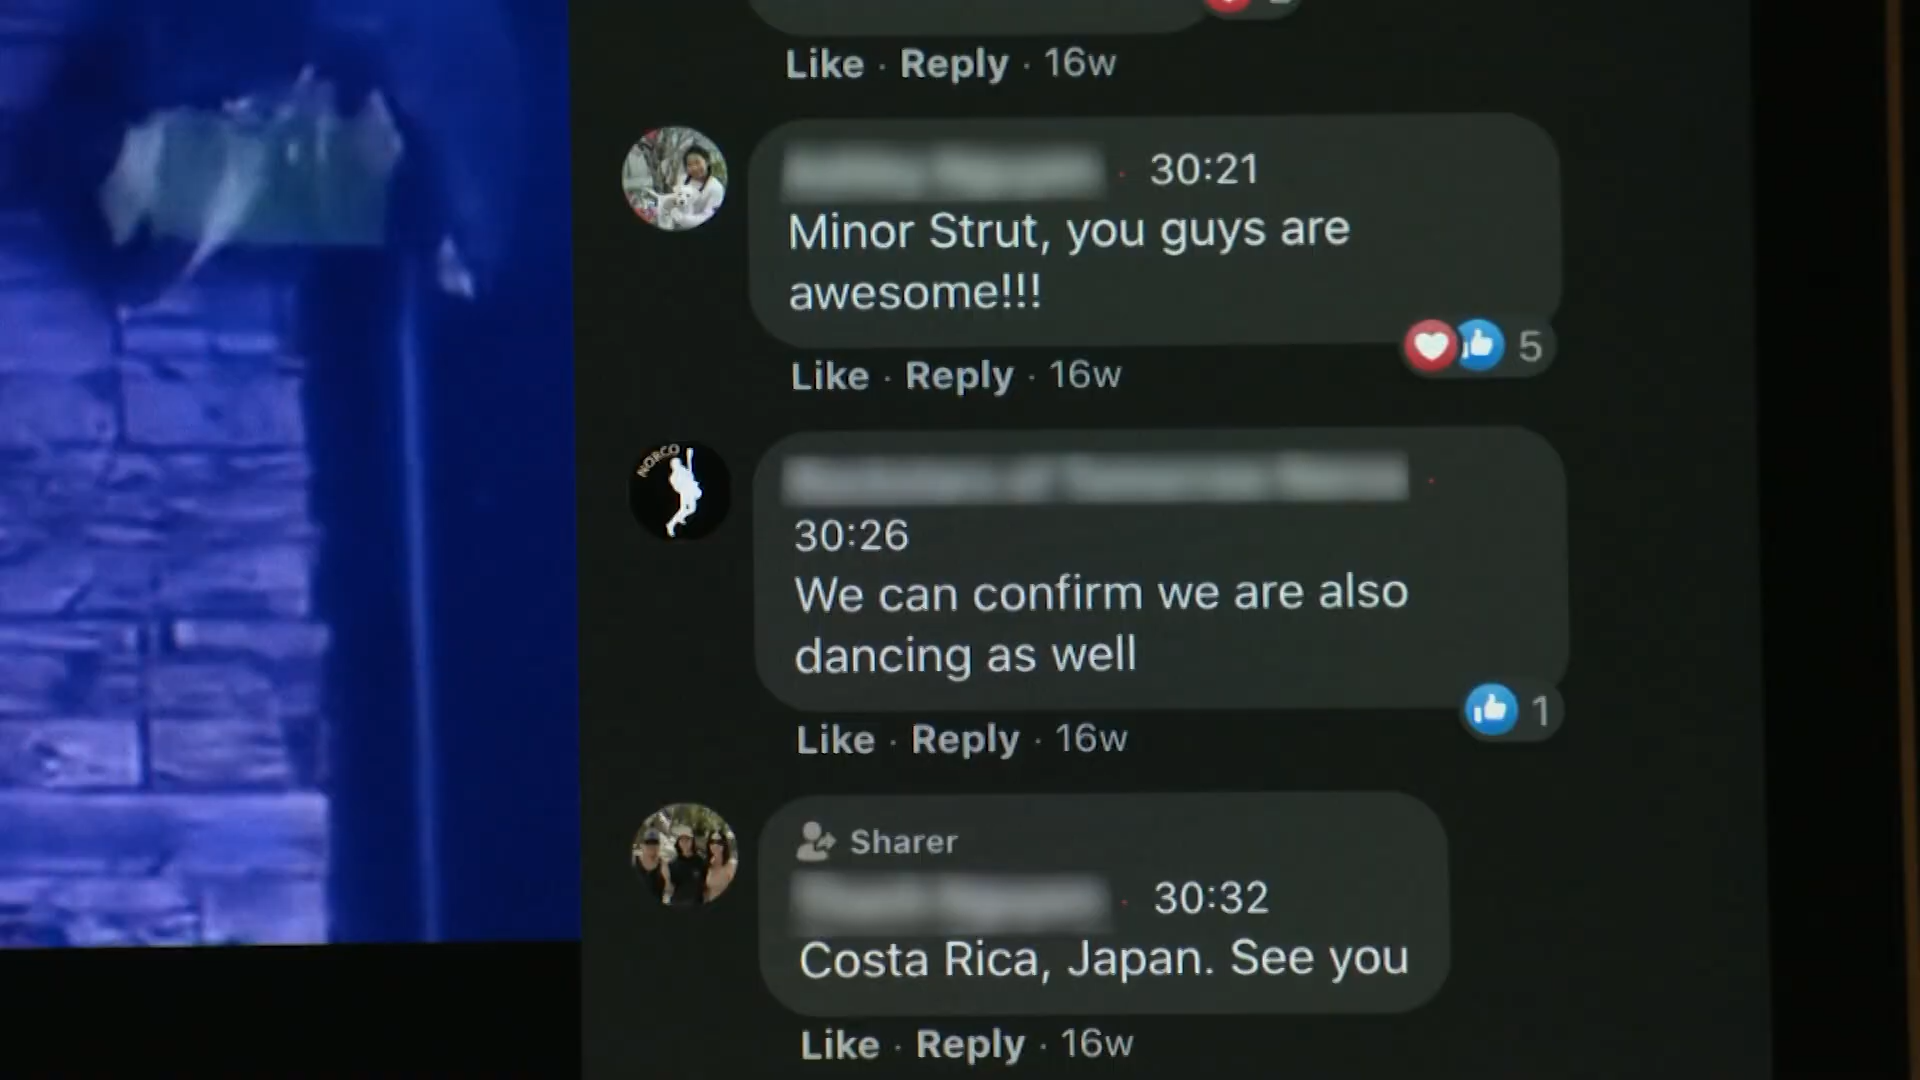 Like · Reply · 16w
· 30:21
Minor Strut, you guys are
awesome!!!
5
Like · Reply · 16w
NORCO
·
30:26
We can confirm we are also
dancing as well
1
Like · Reply · 16w
Sharer
· 30:32
Costa Rica, Japan. See you
Like · Reply · 16w